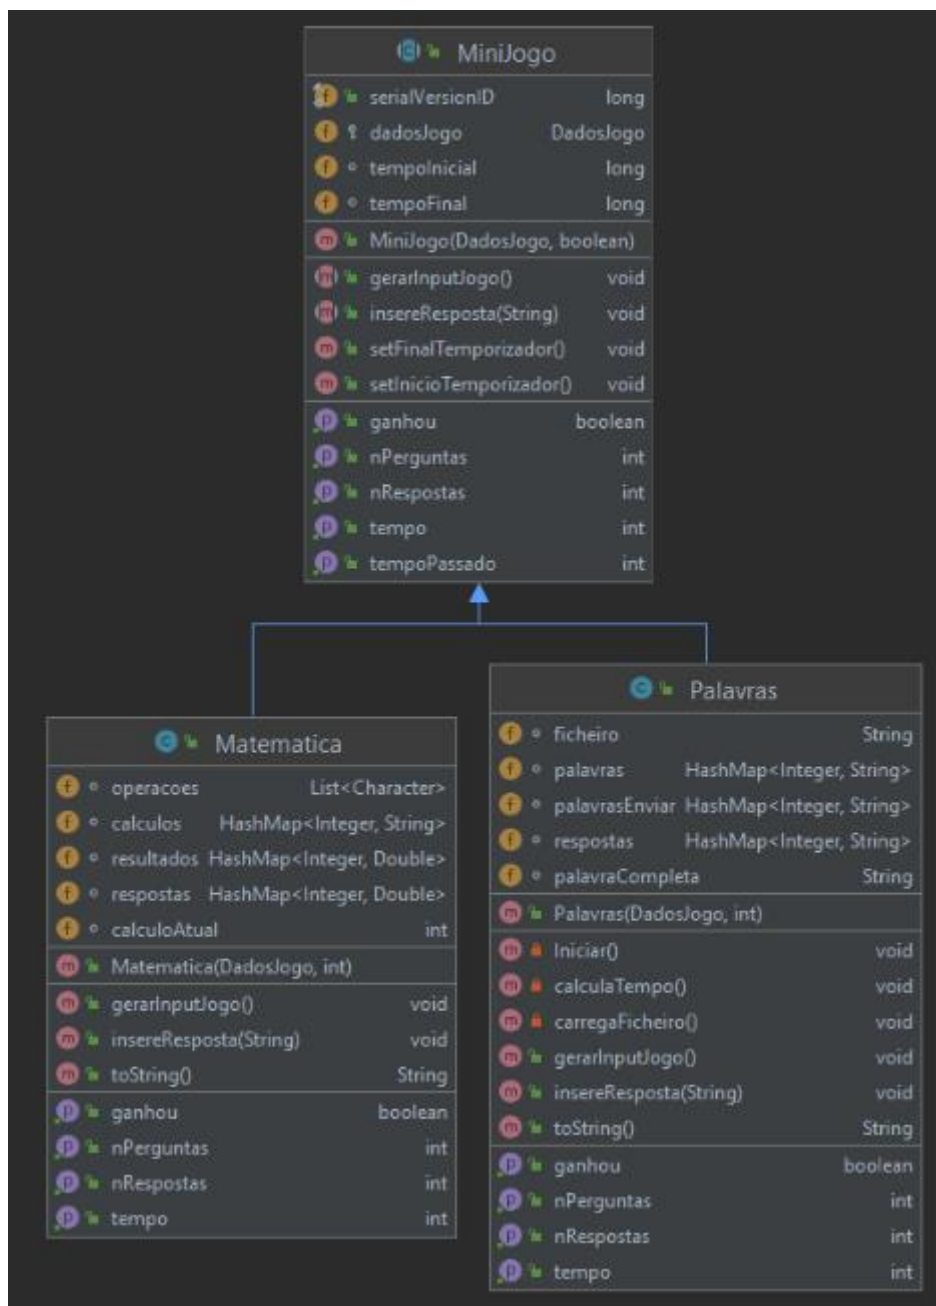 MiniJogo
serialVersionID long
dadosJogo DadosJogo
tempoInicial long
tempoFinal long
MiniJogo(DadosJogo, boolean)
gerarInputJogo() void
insereResposta(String) void
setFinalTemporizador() void
setInicioTemporizador() void
ganhou boolean
nPerguntas int
nRespostas int
tempo int
tempoPassado int
Matematica
operacoes List<Character>
calculos HashMap<Integer, String>
resultados HashMap<Integer, Double>
respostas HashMap<Integer, Double>
calculoAtual int
Matematica(DadosJogo, int)
gerarInputJogo() void
insereResposta(String) void
toString() String
ganhou boolean
nPerguntas int
nRespostas int
tempo int
Palavras
ficheiro String
palavras HashMap<Integer, String>
palavrasEnviar HashMap<Integer, String>
respostas HashMap<Integer, String>
palavraCompleta String
Palavras(DadosJogo, int)
Iniciar() void
calculaTempo() void
carregaFicheiro() void
gerarInputJogo() void
insereResposta(String) void
toString() String
ganhou boolean
nPerguntas int
nRespostas int
tempo int